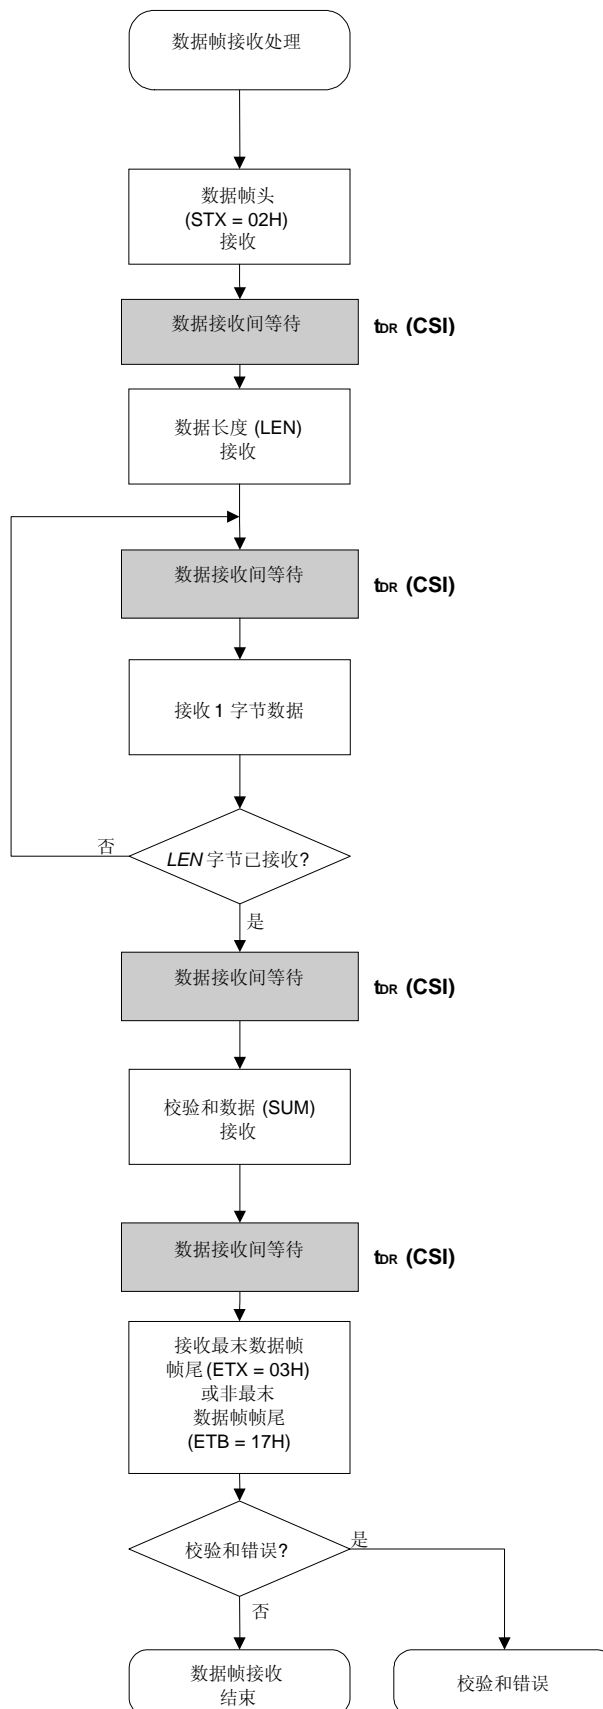 数据帧接收处理
数据帧头
(STX = 02H)
接收
数据接收间等待
tDR (CSI)
数据长度 (LEN)
接收
数据接收间等待
tDR (CSI)
接收 1 字节数据
否
LEN 字节已接收?
是
数据接收间等待
tDR (CSI)
校验和数据 (SUM)
接收
数据接收间等待
tDR (CSI)
接收最末数据帧
帧尾(ETX = 03H)
或非最末
数据帧帧尾
(ETB = 17H)
校验和错误?
是
否
数据帧接收
结束
校验和错误